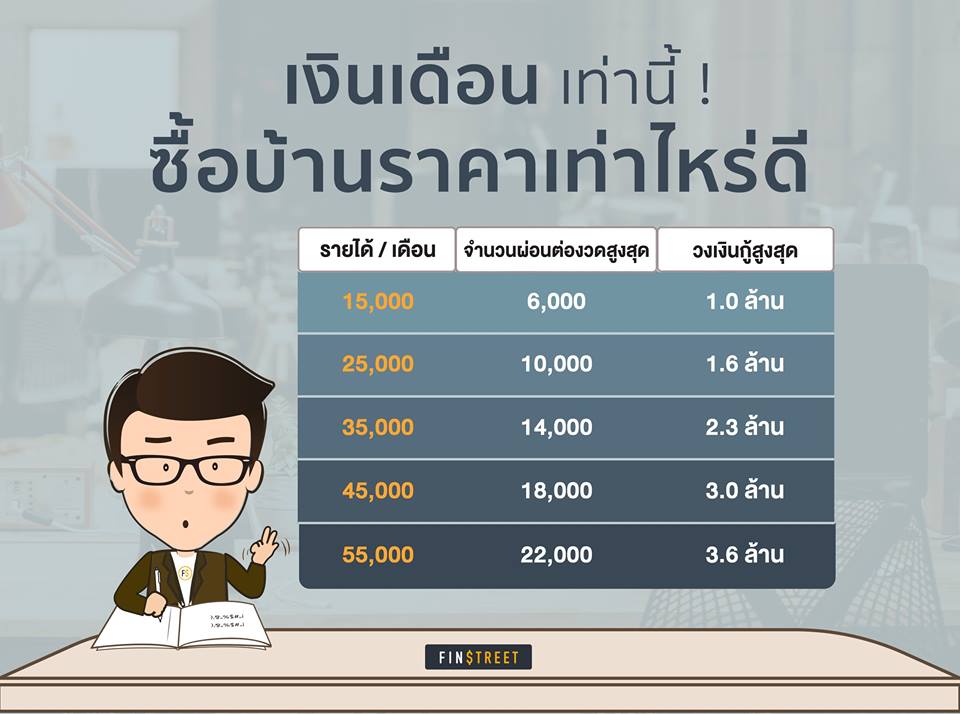 เงินเดือน เท่านี้ !
ซื้อบ้านราคาเท่าไหร่ดี
รายได้ / เดือน จำนวนผ่อนต่องวดสูงสุด วงเงินกู้สูงสุด
15,000 6,000 1.0 ล้าน
25,000 10,000 1.6 ล้าน
35,000 14,000 2.3 ล้าน
45,000 18,000 3.0 ล้าน
55,000 22,000 3.6 ล้าน
F$
FIN$TREET